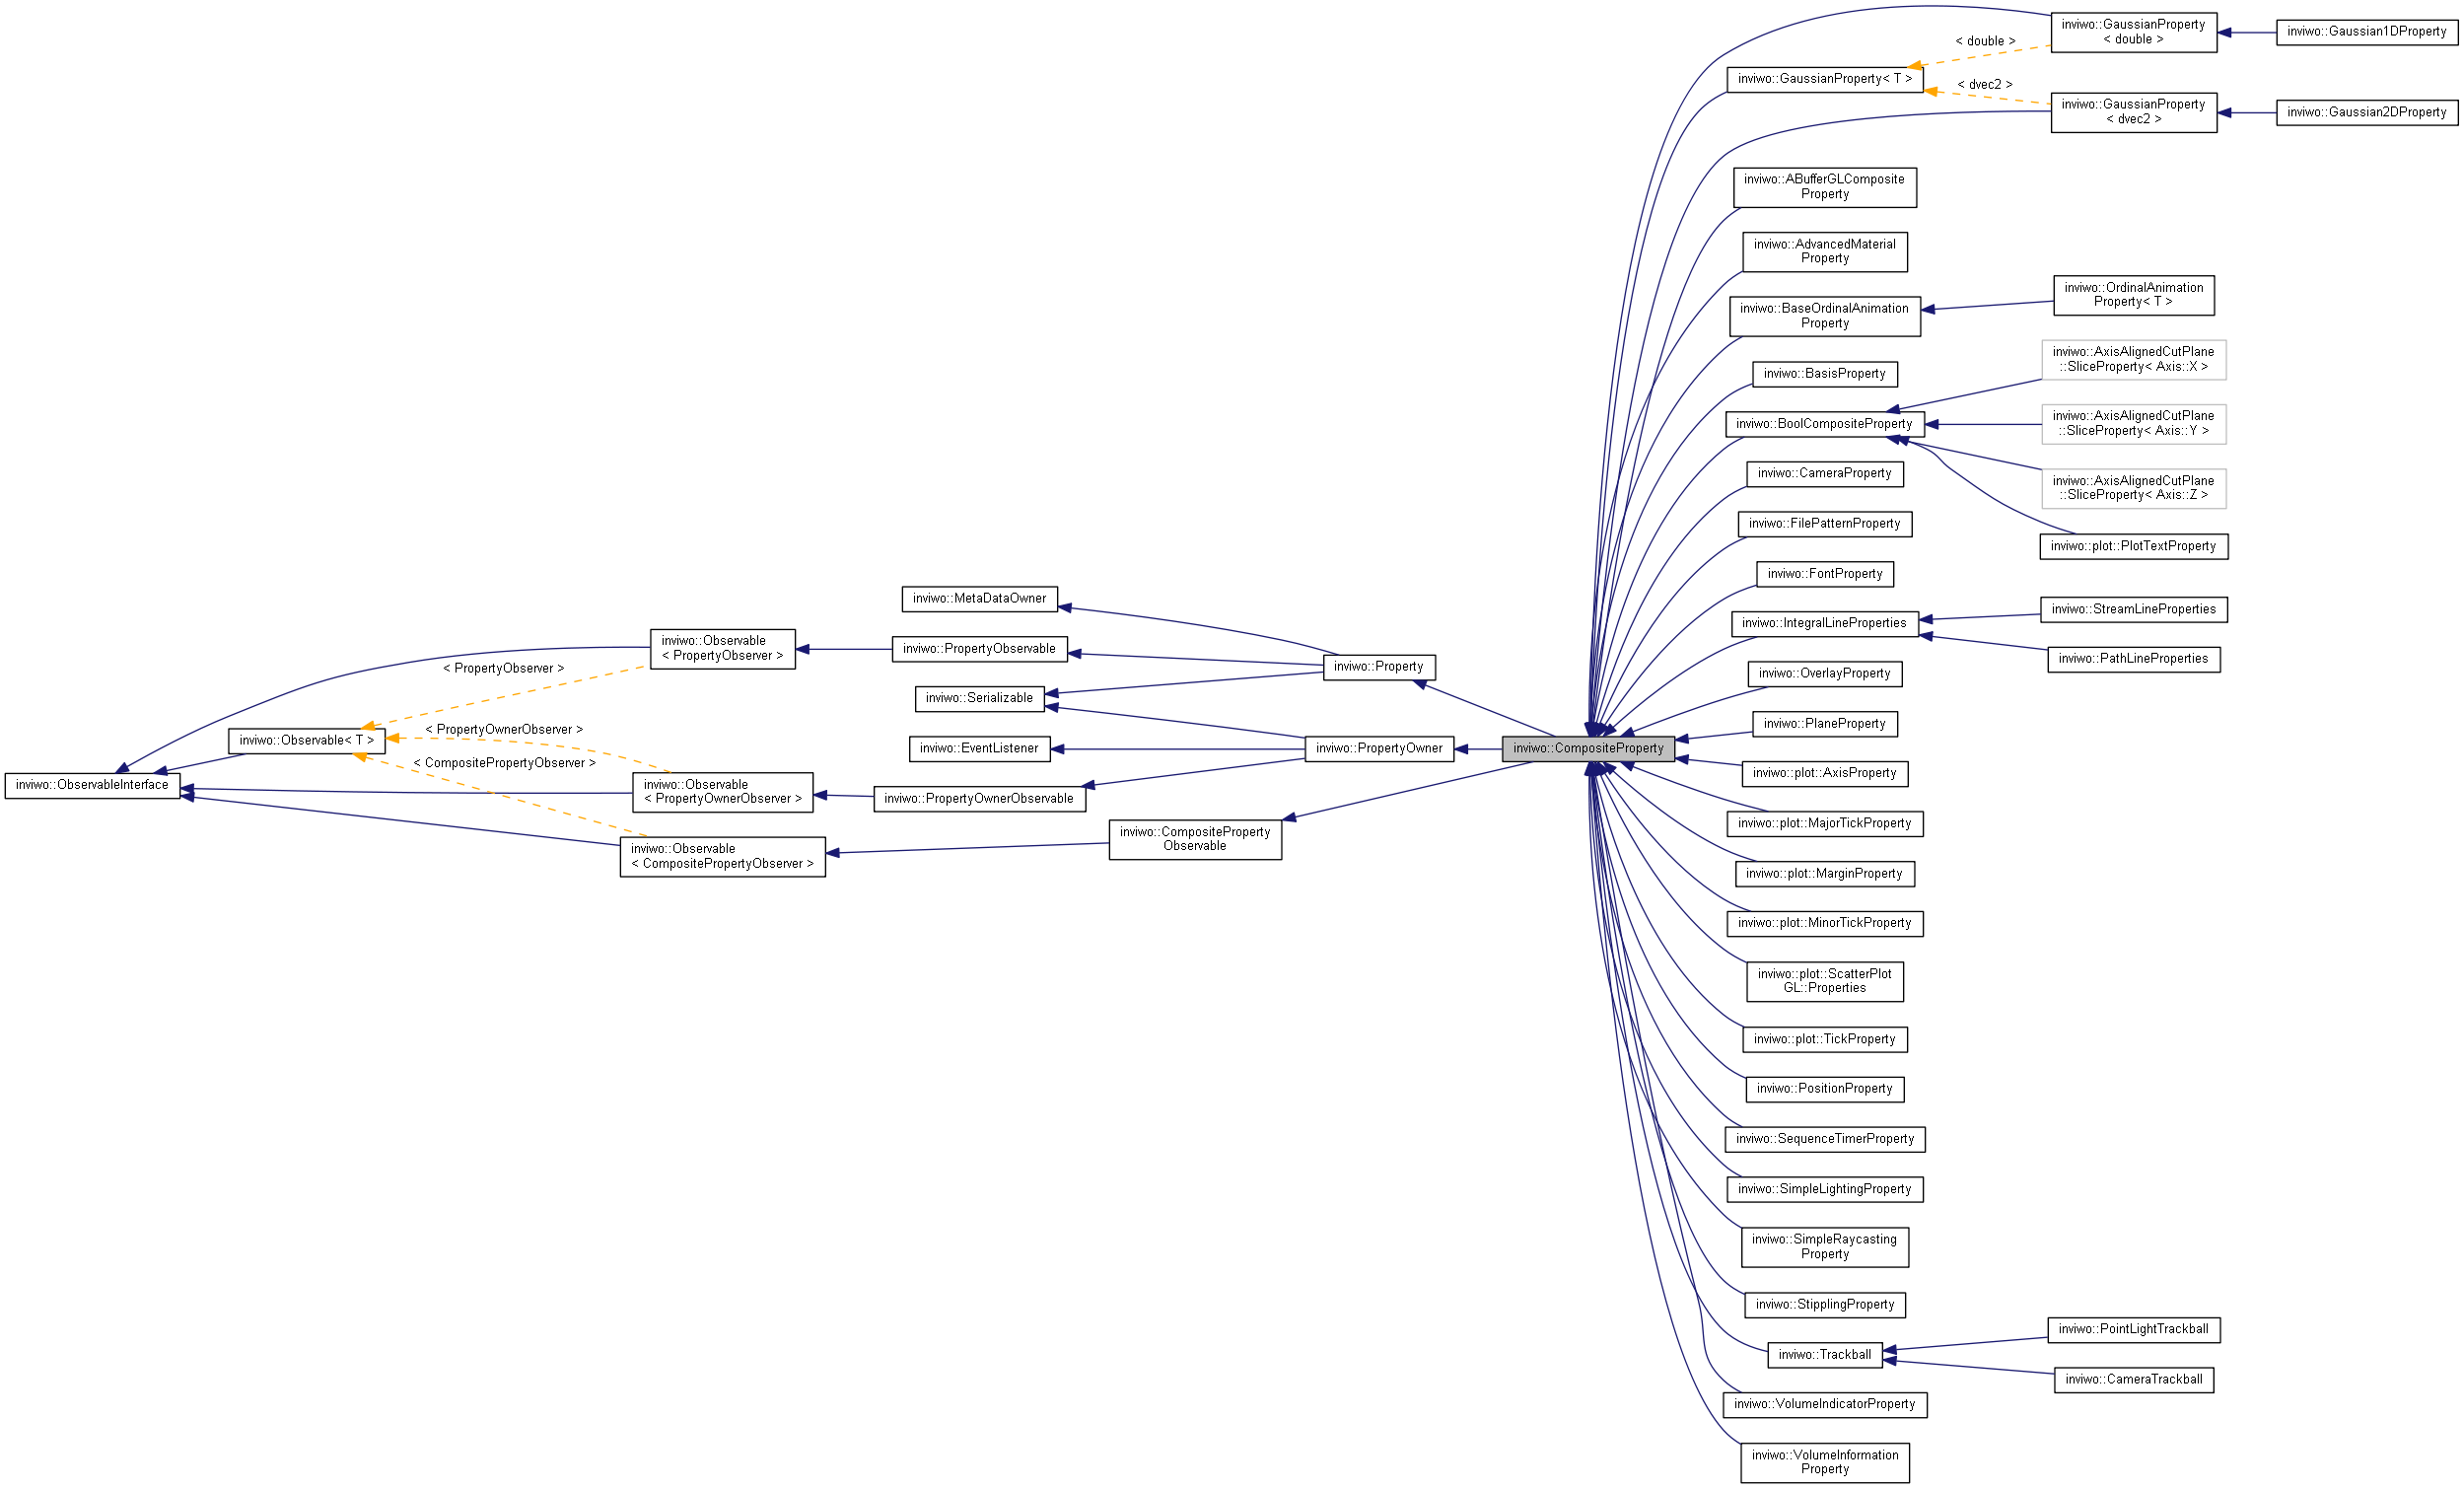 inviwo::ObservableInterface
inviwo::Observable< T >
< PropertyObserver >
< PropertyOwnerObserver >
< CompositePropertyObserver >
inviwo::Observable
< PropertyObserver >
inviwo::Observable
< PropertyOwnerObserver >
inviwo::Observable
< CompositePropertyObserver >
inviwo::MetaDataOwner
inviwo::PropertyObservable
inviwo::Serializable
inviwo::EventListener
inviwo::PropertyOwnerObservable
inviwo::CompositeProperty
Observable
inviwo::Property
inviwo::PropertyOwner
inviwo::CompositeProperty
inviwo::GaussianProperty< T >
< double >
< dvec2 >
inviwo::GaussianProperty
< double >
inviwo::Gaussian1DProperty
inviwo::GaussianProperty
< dvec2 >
inviwo::Gaussian2DProperty
inviwo::ABufferGLComposite
Property
inviwo::AdvancedMaterial
Property
inviwo::BaseOrdinalAnimation
Property
inviwo::OrdinalAnimation
Property< T >
inviwo::BasisProperty
inviwo::BoolCompositeProperty
inviwo::AxisAlignedCutPlane
::SliceProperty< Axis::X >
inviwo::AxisAlignedCutPlane
::SliceProperty< Axis::Y >
inviwo::AxisAlignedCutPlane
::SliceProperty< Axis::Z >
inviwo::plot::PlotTextProperty
inviwo::CameraProperty
inviwo::FilePatternProperty
inviwo::FontProperty
inviwo::IntegralLineProperties
inviwo::StreamLineProperties
inviwo::PathLineProperties
inviwo::OverlayProperty
inviwo::PlaneProperty
inviwo::plot::AxisProperty
inviwo::plot::MajorTickProperty
inviwo::plot::MarginProperty
inviwo::plot::MinorTickProperty
inviwo::plot::ScatterPlot
GL::Properties
inviwo::plot::TickProperty
inviwo::PositionProperty
inviwo::SequenceTimerProperty
inviwo::SimpleLightingProperty
inviwo::SimpleRaycasting
Property
inviwo::StipplingProperty
inviwo::Trackball
inviwo::PointLightTrackball
inviwo::CameraTrackball
inviwo::VolumeIndicatorProperty
inviwo::VolumeInformation
Property